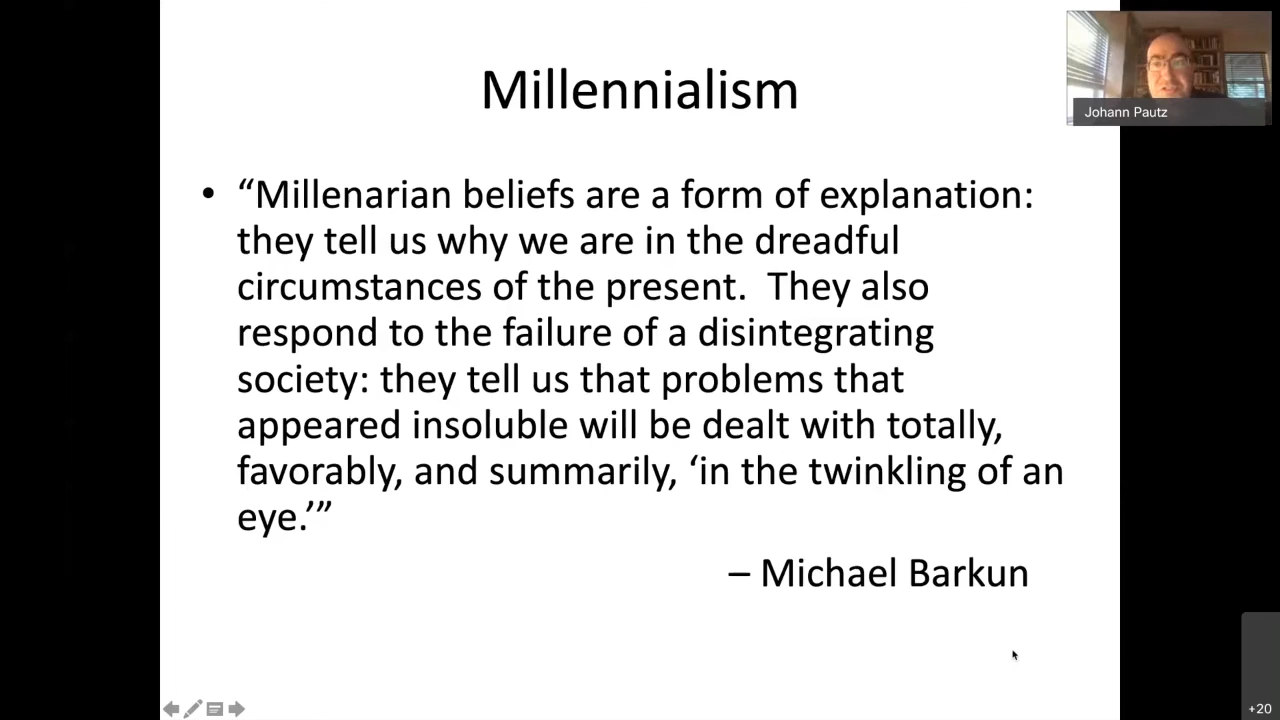 Millennialism
Johann Pautz
• “Millenarian beliefs are a form of explanation:
they tell us why we are in the dreadful
circumstances of the present.  They also
respond to the failure of a disintegrating
society: they tell us that problems that
appeared insoluble will be dealt with totally,
favorably, and summarily, ‘in the twinkling of an
eye.’”
– Michael Barkun
+20